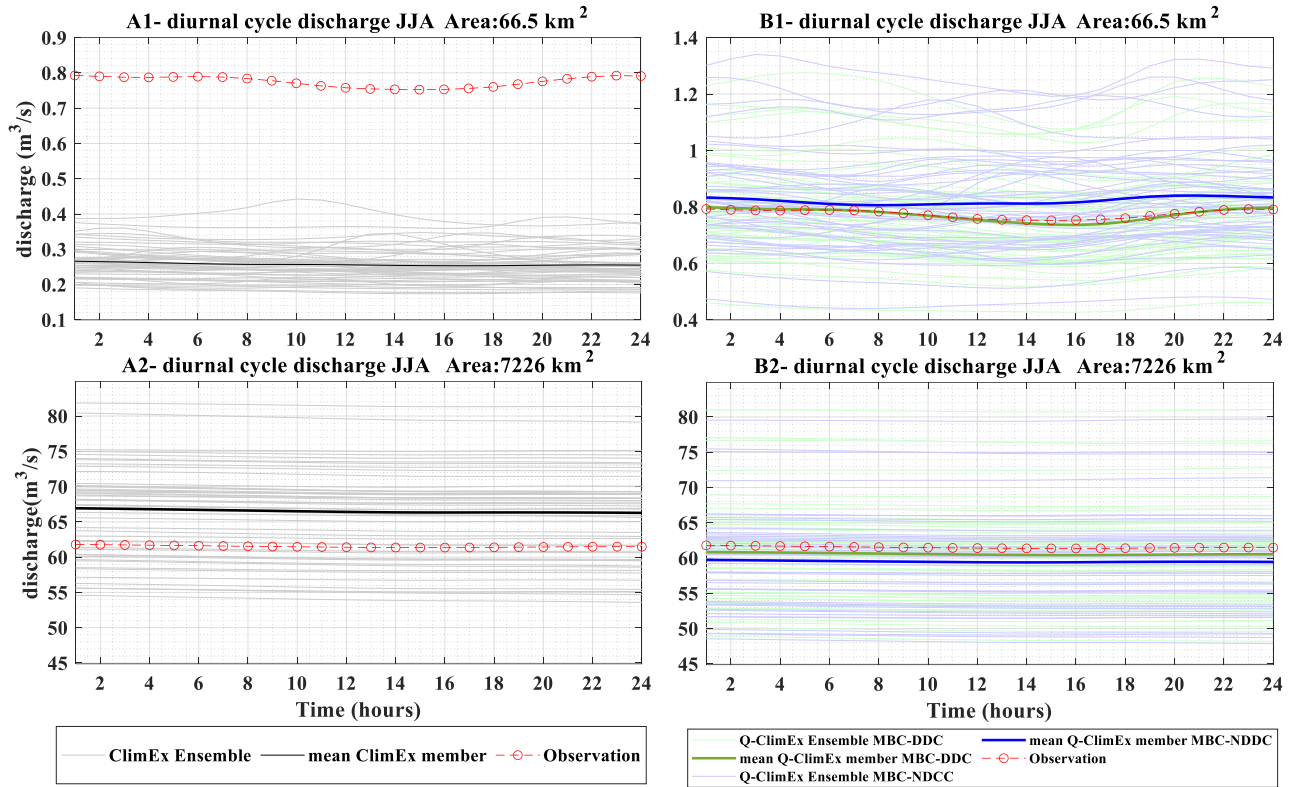 A1- diurnal cycle discharge JJA Area:66.5 km²
discharge (m³/s)
0.9
0.8
0.7
0.6
0.5
0.4
0.3
0.2
0.1
2 4 6 8 10 12 14 16 18 20 22 24
B1- diurnal cycle discharge JJA Area:66.5 km²
1.4
1.2
1
0.8
0.6
0.4
2 4 6 8 10 12 14 16 18 20 22 24
A2- diurnal cycle discharge JJA Area:7226 km²
discharge(m³/s)
80
75
70
65
60
55
50
45
2 4 6 8 10 12 14 16 18 20 22 24
Time (hours)
B2- diurnal cycle discharge JJA Area:7226 km²
80
75
70
65
60
55
50
45
2 4 6 8 10 12 14 16 18 20 22 24
Time (hours)
ClimEx Ensemble mean ClimEx member Observation
Q-ClimEx Ensemble MBC-DDC mean Q-ClimEx member MBC-NDDC
mean Q-ClimEx member MBC-DDC Observation
Q-ClimEx Ensemble MBC-NDCC